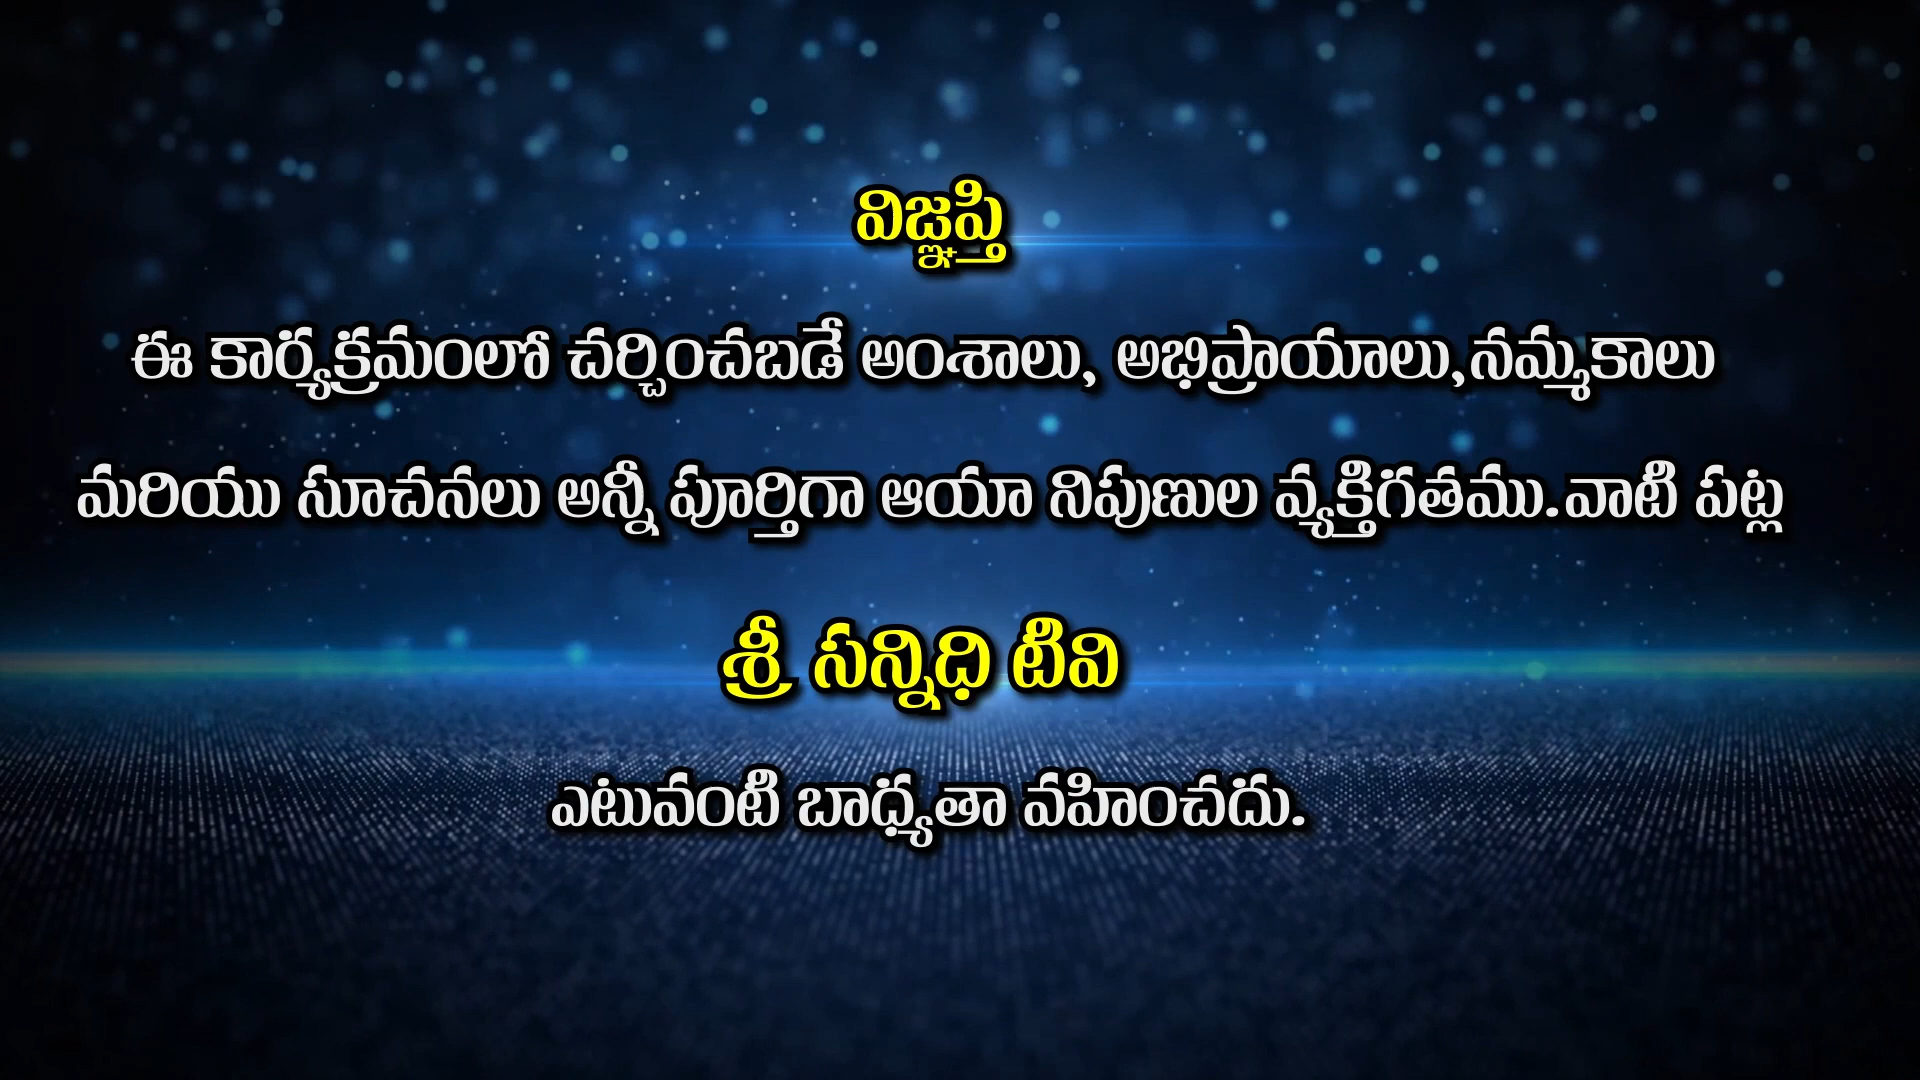 విజ్ఞప్తి
ఈ కార్యక్రమంలో చర్చించబడే అంశాలు, అభిప్రాయాలు,నమ్మకాలు
మరియు సూచనలు అన్నీ పూర్తిగా ఆయా నిపుణుల వ్యక్తిగతము.వాటి పట్ల
శ్రీ సన్నిధి టీవి
ఎటువంటి బాధ్యతా వహించదు.